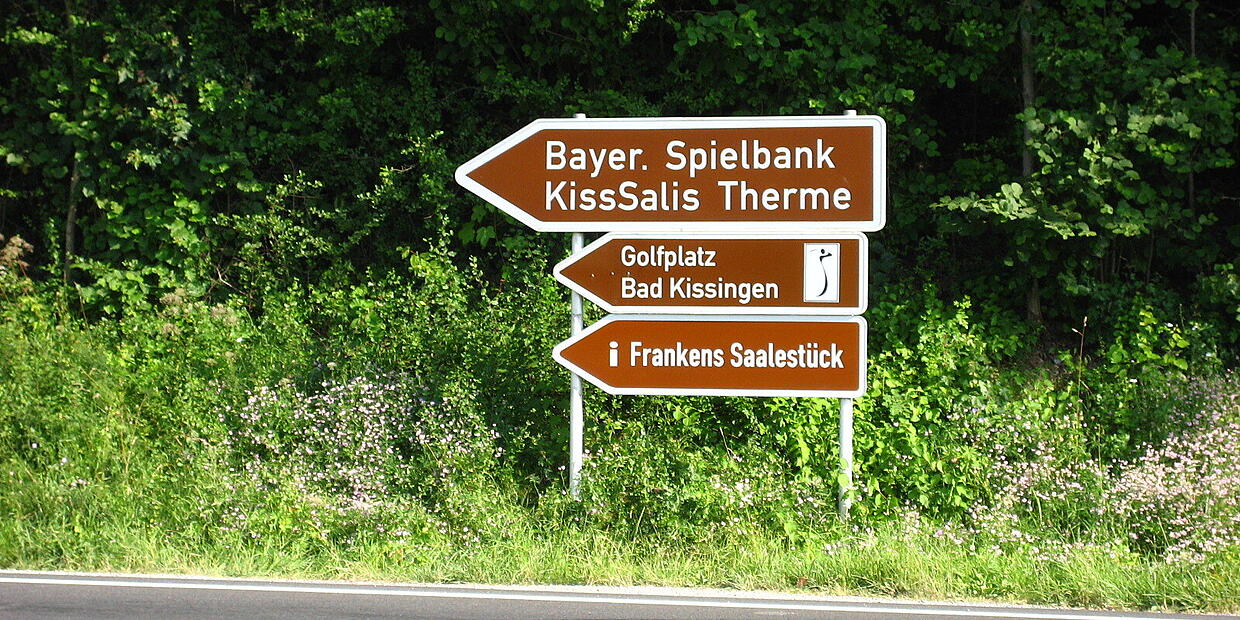 Bayer. Spielbank
KissSalis Therme
Golfplatz
Bad Kissingen
i Frankens Saalestück